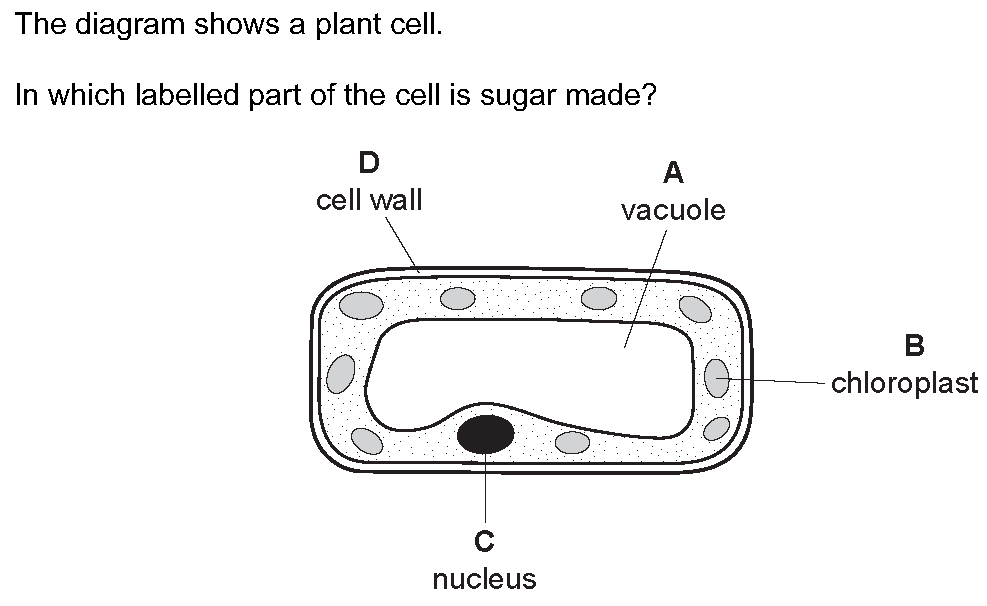 The diagram shows a plant cell.
In which labelled part of the cell is sugar made?
D
cell wall
A
vacuole
B
chloroplast
C
nucleus